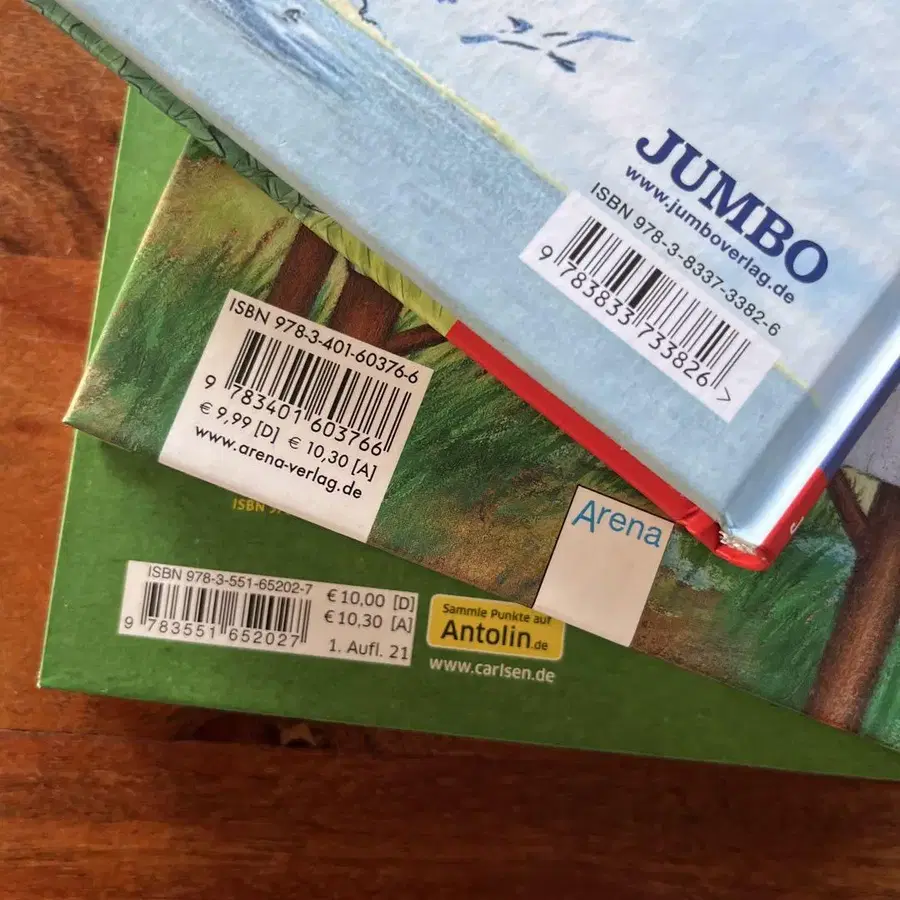 JUMBO
www.jumboverlag.de
ISBN 978-3-8337-3382-6
9 783833 733826 >
ISBN 978-3-401-60376-6
9 783401 603766
€ 9,99 [D] € 10,30 [A]
www.arena-verlag.de
Arena
ISBN
ISBN 978-3-551-65202-7
9 783551 652027
€ 10,00 [D]
€ 10,30 [A]
1. Aufl. 21
Sammle Punkte auf
Antolin.de
www.carlsen.de